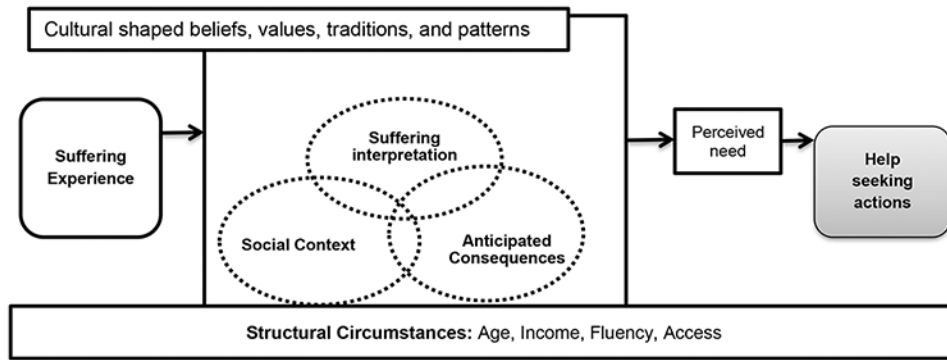 Cultural shaped beliefs, values, traditions, and patterns
Suffering
Experience
Suffering
interpretation
Social Context
Anticipated
Consequences
Perceived
need
Help
seeking
actions
Structural Circumstances: Age, Income, Fluency, Access